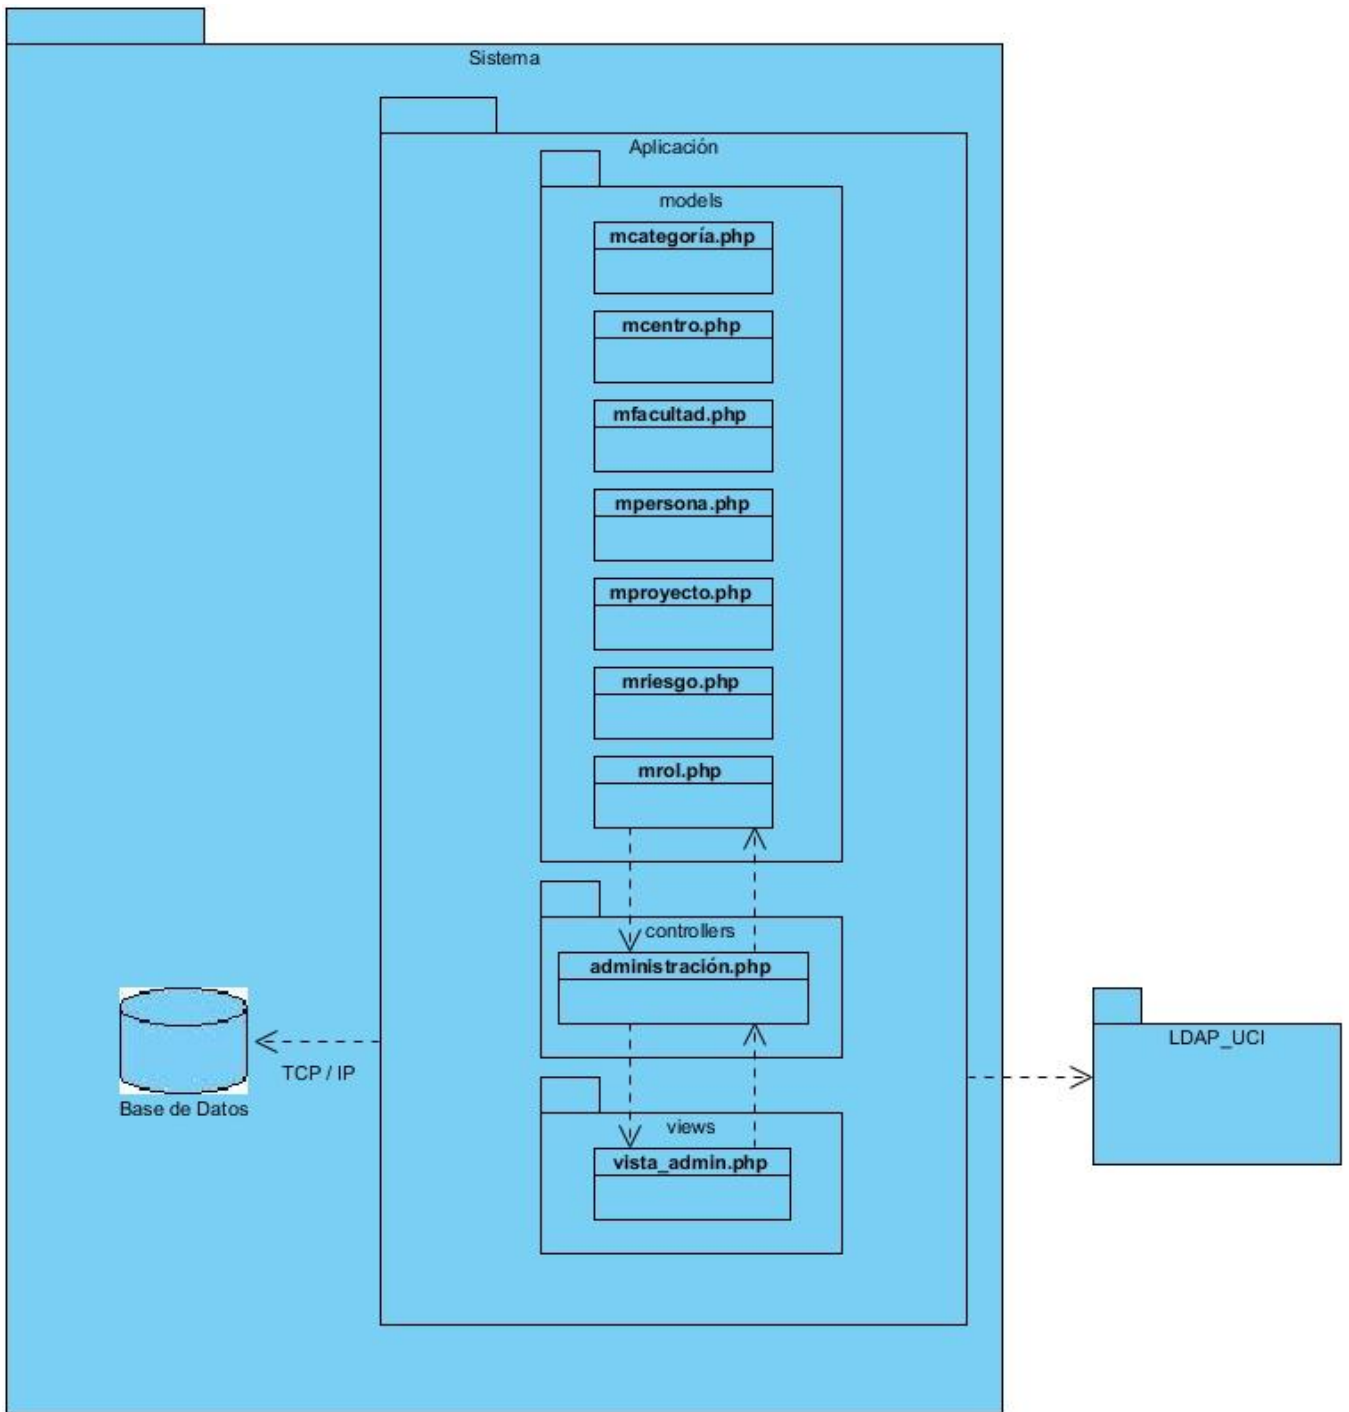 Sistema
Aplicación
models
mcategoría.php
mcentro.php
mfacultad.php
mpersona.php
mproyecto.php
mriesgo.php
mrol.php
controllers
administración.php
TCP / IP
Base de Datos
LDAP_UCI
views
vista_admin.php